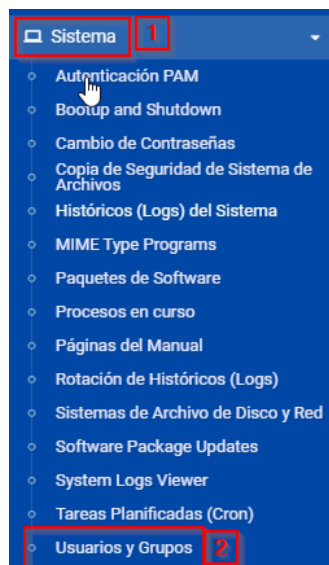 Sistema 1
Autenticación PAM
Bootup and Shutdown
Cambio de Contraseñas
Copia de Seguridad de Sistema de
Archivos
Históricos (Logs) del Sistema
MIME Type Programs
Paquetes de Software
Procesos en curso
Páginas del Manual
Rotación de Históricos (Logs)
Sistemas de Archivo de Disco y Red
Software Package Updates
System Logs Viewer
Tareas Planificadas (Cron)
Usuarios y Grupos 2